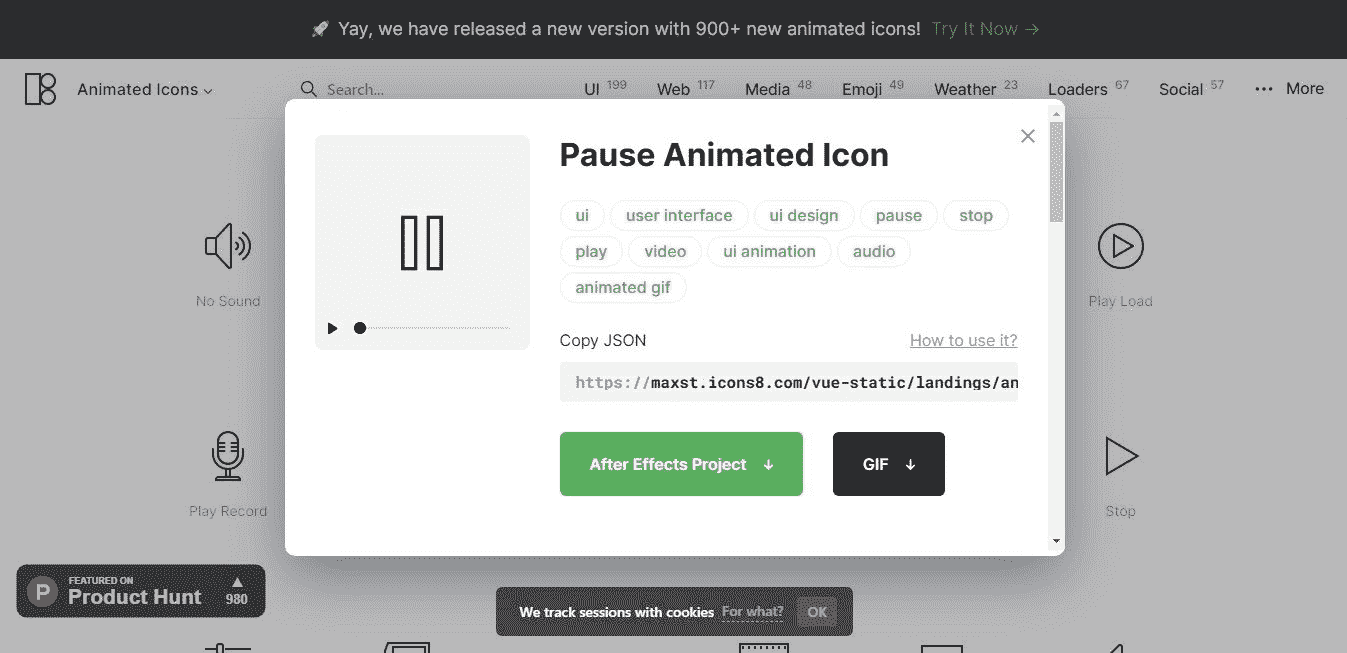 Yay, we have released a new version with 900+ new animated icons! Try It Now →
Animated Icons
Search...
UI 199
Web 117
Media 48
Emoji 49
Weather 23
Loaders 67
Social 57
••• More
Pause Animated Icon
ui
user interface
ui design
pause
stop
play
video
ui animation
audio
animated gif
Copy JSON
How to use it?
https://maxst.icons8.com/vue-static/landings/an
After Effects Project ↓
GIF ↓
No Sound
Play Load
Play Record
Stop
P
FEATURED ON
Product Hunt
▲
980
We track sessions with cookies For what? OK